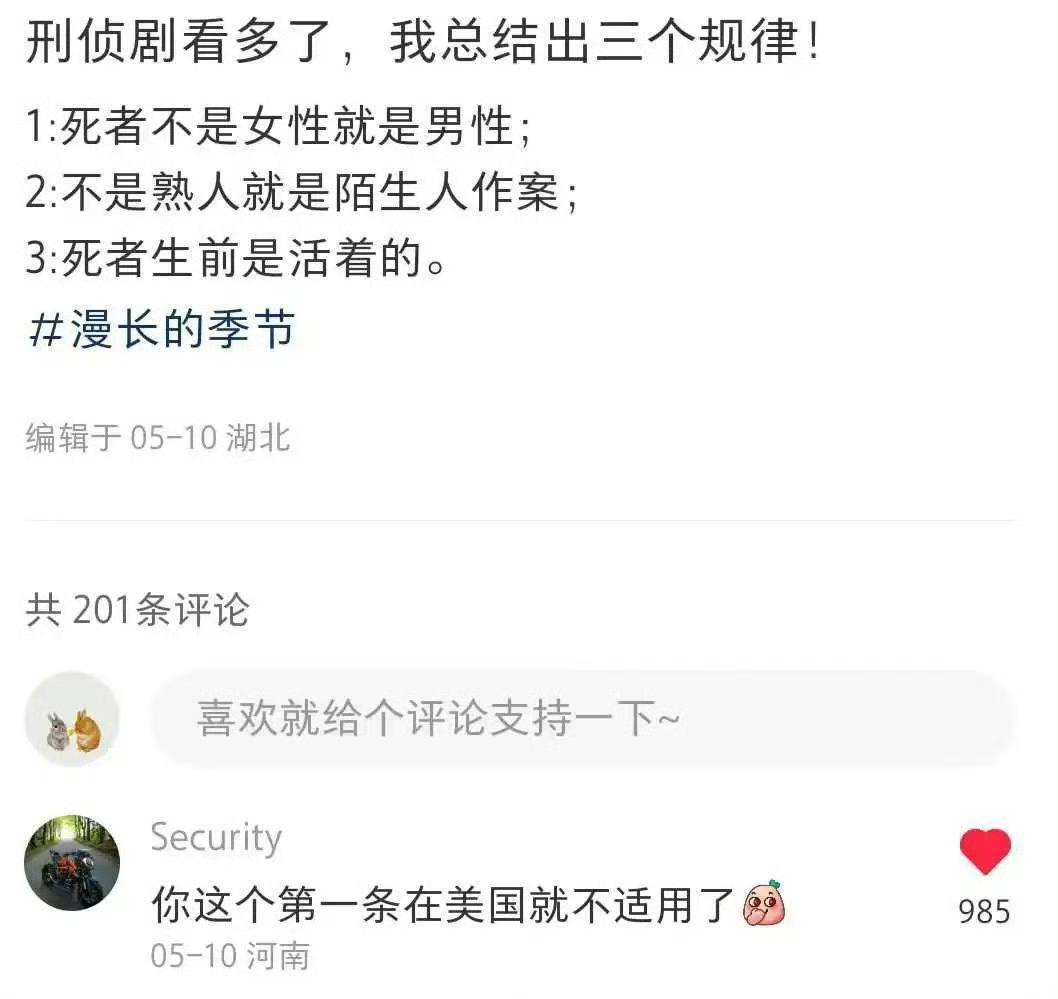 刑侦剧看多了，我总结出三个规律！
1:死者不是女性就是男性；
2:不是熟人就是陌生人作案；
3:死者生前是活着的。
#漫长的季节
编辑于 05-10 湖北
共 201条评论
喜欢就给个评论支持一下~
Security
你这个第一条在美国就不适用了
985
05-10 河南